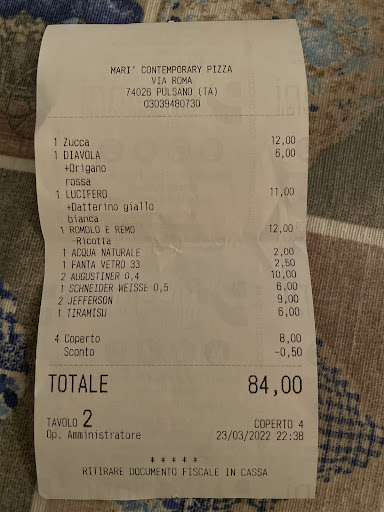 MARI' CONTEMPORARY PIZZA
VIA ROMA
74026 PULSANO (TA)
03039480730
1 Zucca 12,00
1 DIAVOLA 6,00
+Origano
rossa
1 LUCIFERO 11,00
+Datterino giallo
bianca
1 ROMOLO E REMO 12,00
-Ricotta
1 ACQUA NATURALE 2,00
1 FANTA VETRO 33 2,50
2 AUGUSTINER 0,4 10,00
1 SCHNEIDER WEISSE 0,5 6,00
2 JEFFERSON 9,00
1 TIRAMISU 6,00
4 Coperto 8,00
Sconto -0,50
TOTALE 84,00
TAVOLO 2 COPERTO 4
Op. Amministratore 23/03/2022 22:38
* * * * *
RITIRARE DOCUMENTO FISCALE IN CASSA